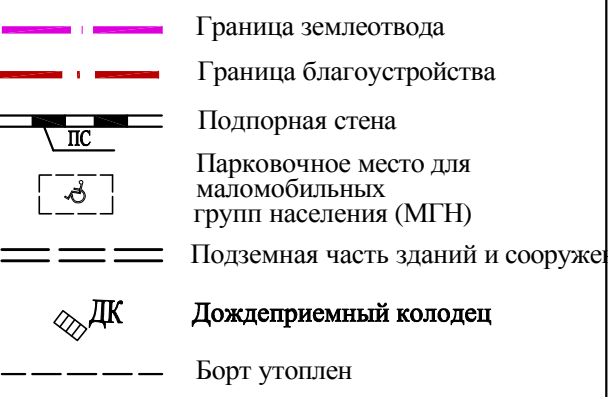 Граница землеотвода
Граница благоустройства
Подпорная стена
ПС
Парковочное место для
маломобильных
групп населения (МГН)
Подземная часть зданий и
ДК
Дождеприемный колодец
Борт утоплен